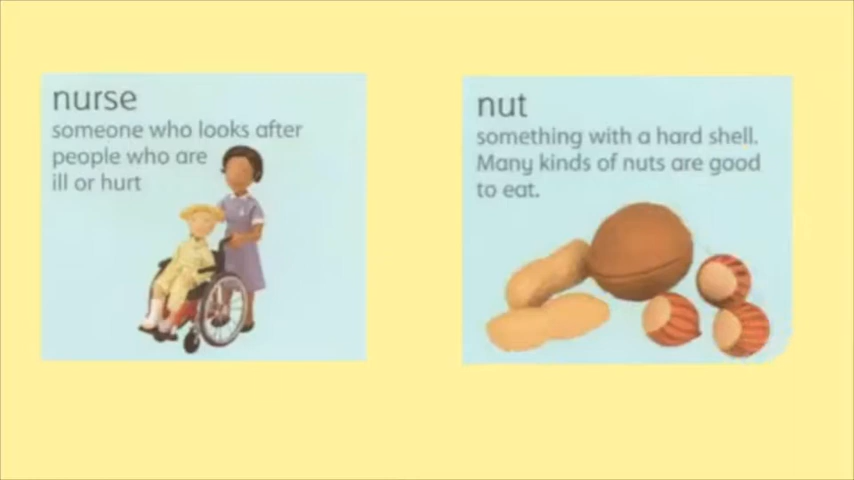 nurse
someone who looks after
people who are
ill or hurt
nut
something with a hard shell.
Many kinds of nuts are good
to eat.